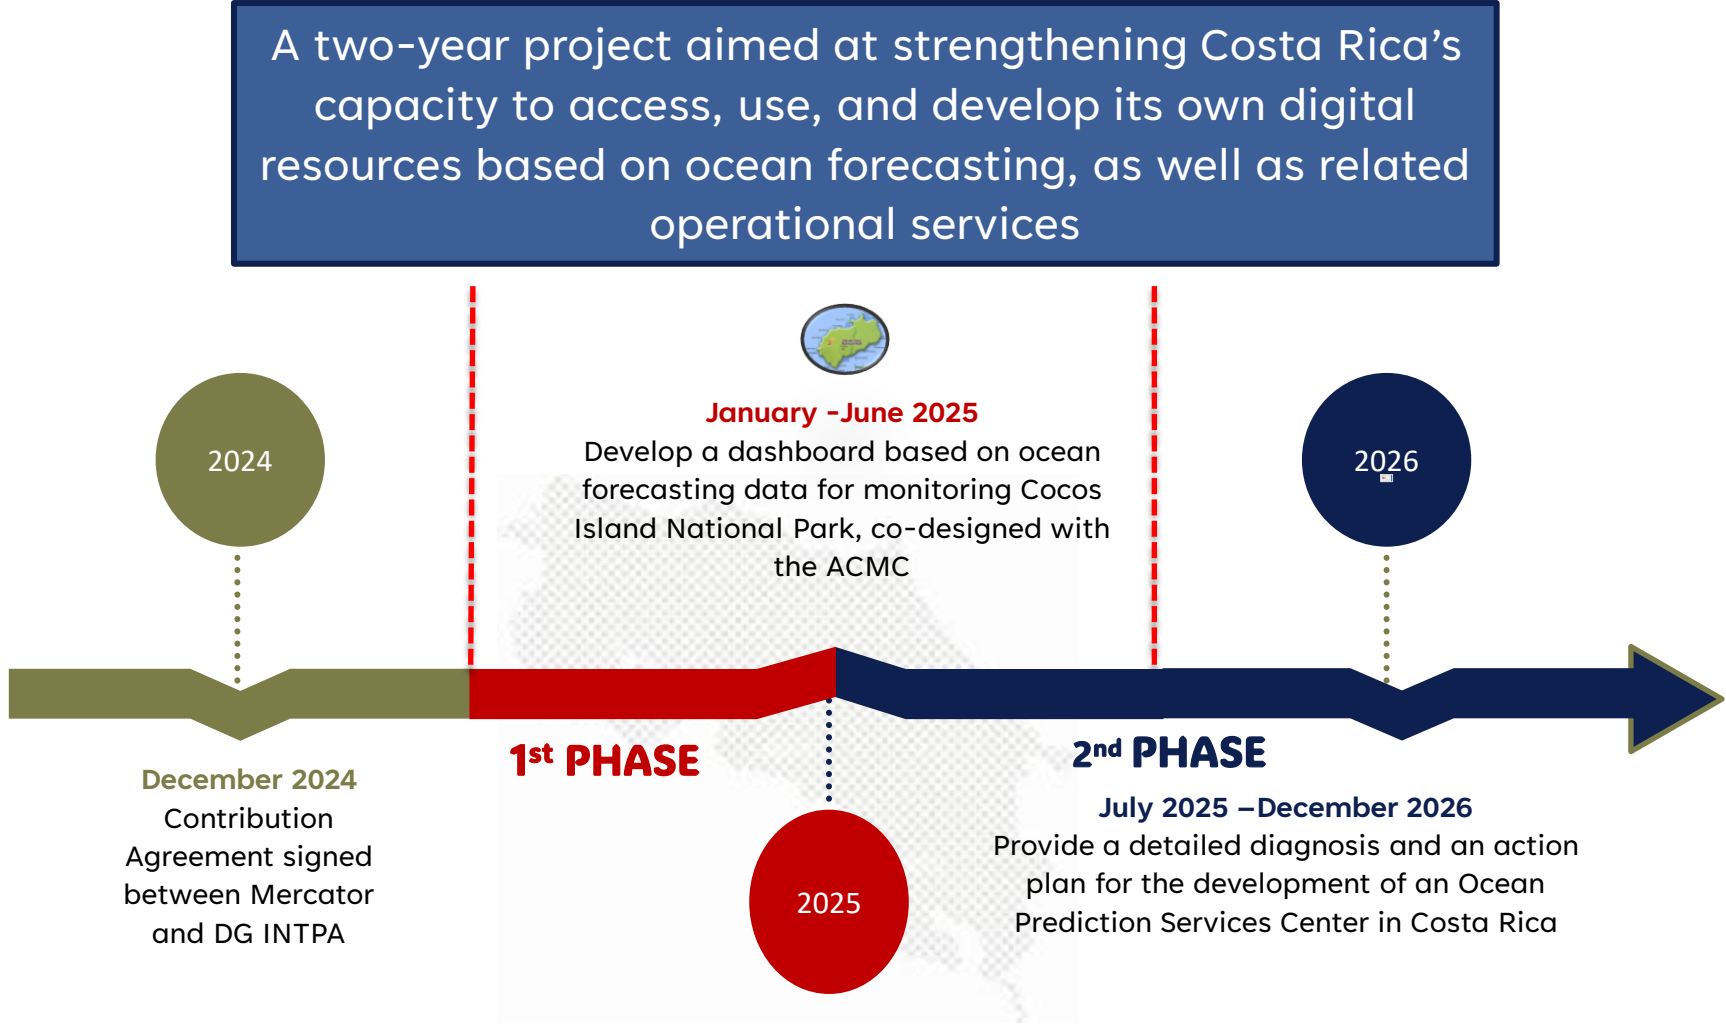 A two-year project aimed at strengthening Costa Rica’s
capacity to access, use, and develop its own digital
resources based on ocean forecasting, as well as related
operational services
2024
January -June 2025
Develop a dashboard based on ocean
forecasting data for monitoring Cocos
Island National Park, co-designed with
the ACMC
2026
1st PHASE
2nd PHASE
December 2024
Contribution
Agreement signed
between Mercator
and DG INTPA
2025
July 2025 –December 2026
Provide a detailed diagnosis and an action
plan for the development of an Ocean
Prediction Services Center in Costa Rica